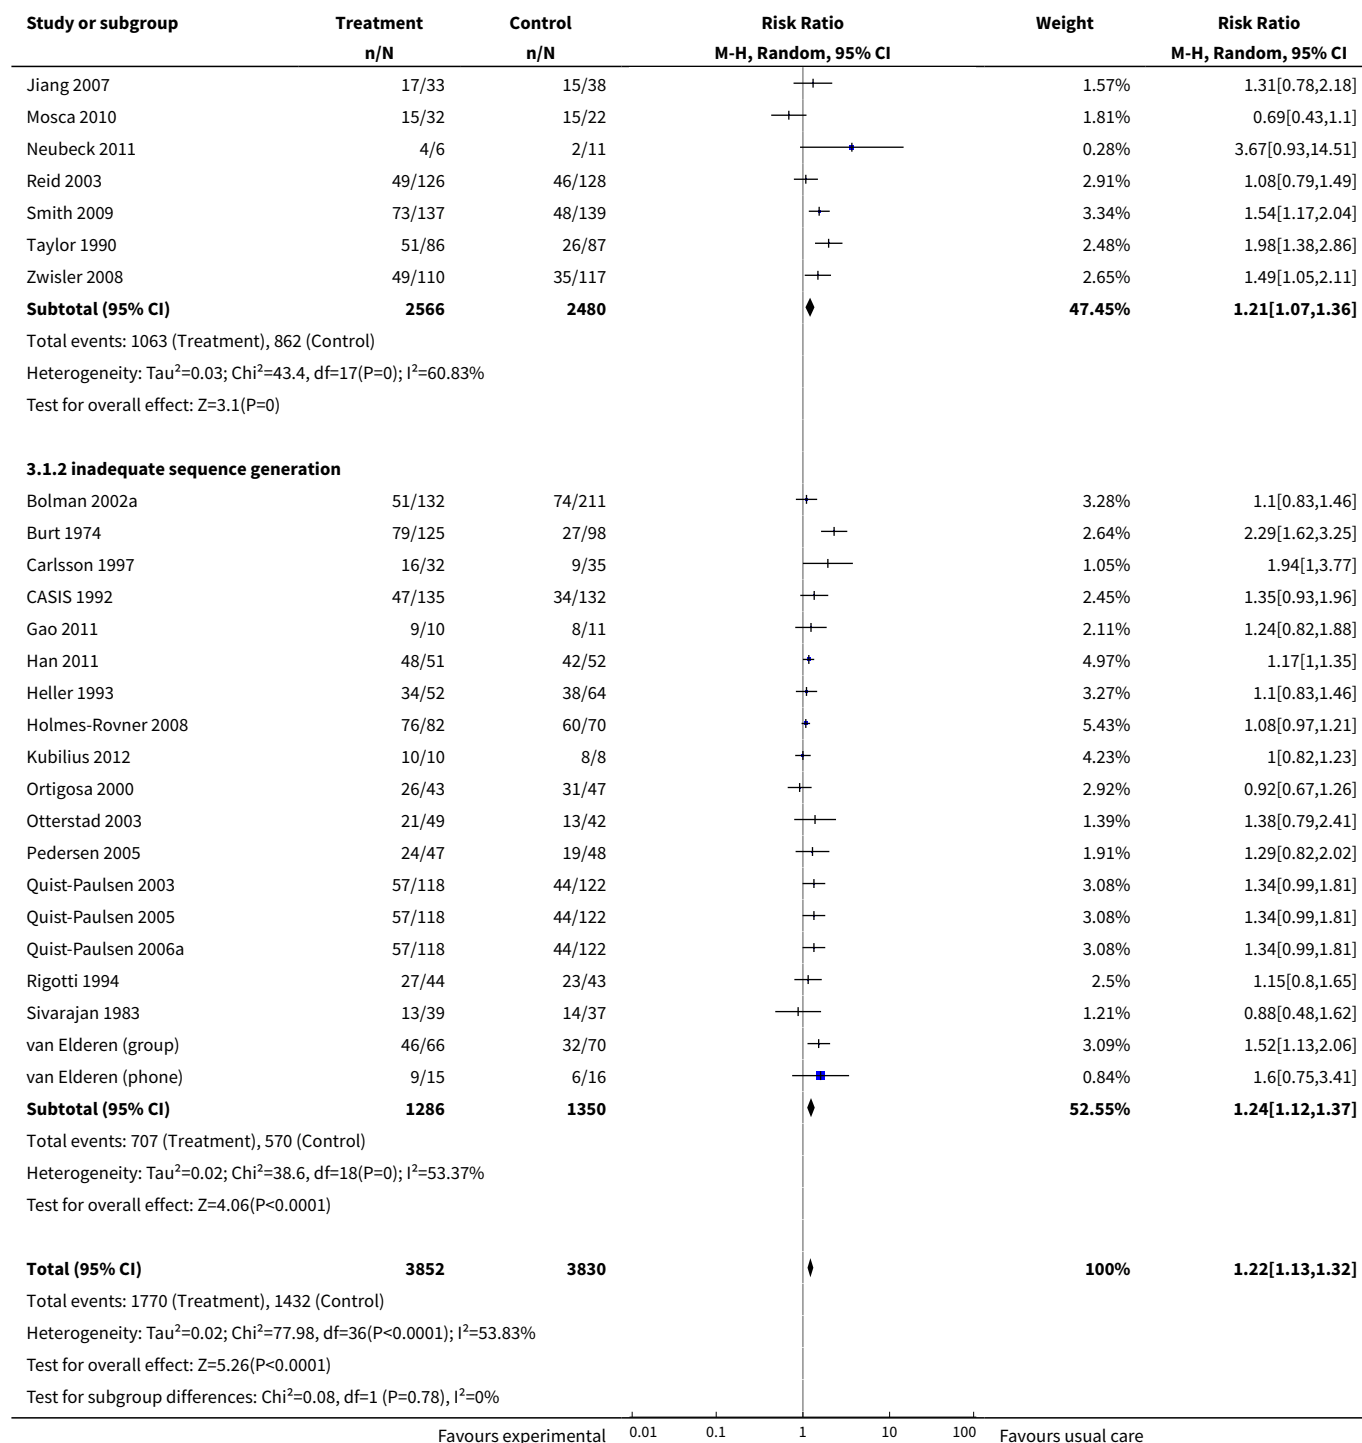 Study or subgroup Treatment Control Risk Ratio Weight Risk Ratio
n/N n/N M-H, Random, 95% CI M-H, Random, 95% CI
Jiang 2007 17/33 15/38 1.57% 1.31[0.78,2.18]
Mosca 2010 15/32 15/22 1.81% 0.69[0.43,1.1]
Neubeck 2011 4/6 2/11 0.28% 3.67[0.93,14.51]
Reid 2003 49/126 46/128 2.91% 1.08[0.79,1.49]
Smith 2009 73/137 48/139 3.34% 1.54[1.17,2.04]
Taylor 1990 51/86 26/87 2.48% 1.98[1.38,2.86]
Zwisler 2008 49/110 35/117 2.65% 1.49[1.05,2.11]
Subtotal (95% CI) 2566 2480 47.45% 1.21[1.07,1.36]
Total events: 1063 (Treatment), 862 (Control)
Heterogeneity: Tau²=0.03; Chi²=43.4, df=17(P=0); I²=60.83%
Test for overall effect: Z=3.1(P=0)
3.1.2 inadequate sequence generation
Bolman 2002a 51/132 74/211 3.28% 1.1[0.83,1.46]
Burt 1974 79/125 27/98 2.64% 2.29[1.62,3.25]
Carlsson 1997 16/32 9/35 1.05% 1.94[1,3.77]
CASIS 1992 47/135 34/132 2.45% 1.35[0.93,1.96]
Gao 2011 9/10 8/11 2.11% 1.24[0.82,1.88]
Han 2011 48/51 42/52 4.97% 1.17[1,1.35]
Heller 1993 34/52 38/64 3.27% 1.1[0.83,1.46]
Holmes-Rovner 2008 76/82 60/70 5.43% 1.08[0.97,1.21]
Kubilius 2012 10/10 8/8 4.23% 1[0.82,1.23]
Ortigosa 2000 26/43 31/47 2.92% 0.92[0.67,1.26]
Otterstad 2003 21/49 13/42 1.39% 1.38[0.79,2.41]
Pedersen 2005 24/47 19/48 1.91% 1.29[0.82,2.02]
Quist-Paulsen 2003 57/118 44/122 3.08% 1.34[0.99,1.81]
Quist-Paulsen 2005 57/118 44/122 3.08% 1.34[0.99,1.81]
Quist-Paulsen 2006a 57/118 44/122 3.08% 1.34[0.99,1.81]
Rigotti 1994 27/44 23/43 2.5% 1.15[0.8,1.65]
Sivarajan 1983 13/39 14/37 1.21% 0.88[0.48,1.62]
van Elderen (group) 46/66 32/70 3.09% 1.52[1.13,2.06]
van Elderen (phone) 9/15 6/16 0.84% 1.6[0.75,3.41]
Subtotal (95% CI) 1286 1350 52.55% 1.24[1.12,1.37]
Total events: 707 (Treatment), 570 (Control)
Heterogeneity: Tau²=0.02; Chi²=38.6, df=18(P=0); I²=53.37%
Test for overall effect: Z=4.06(P<0.0001)
Total (95% CI) 3852 3830 100% 1.22[1.13,1.32]
Total events: 1770 (Treatment), 1432 (Control)
Heterogeneity: Tau²=0.02; Chi²=77.98, df=36(P<0.0001); I²=53.83%
Test for overall effect: Z=5.26(P<0.0001)
Test for subgroup differences: Chi²=0.08, df=1 (P=0.78), I²=0%
Favours experimental 0.01 0.1 1 10 100 Favours usual care